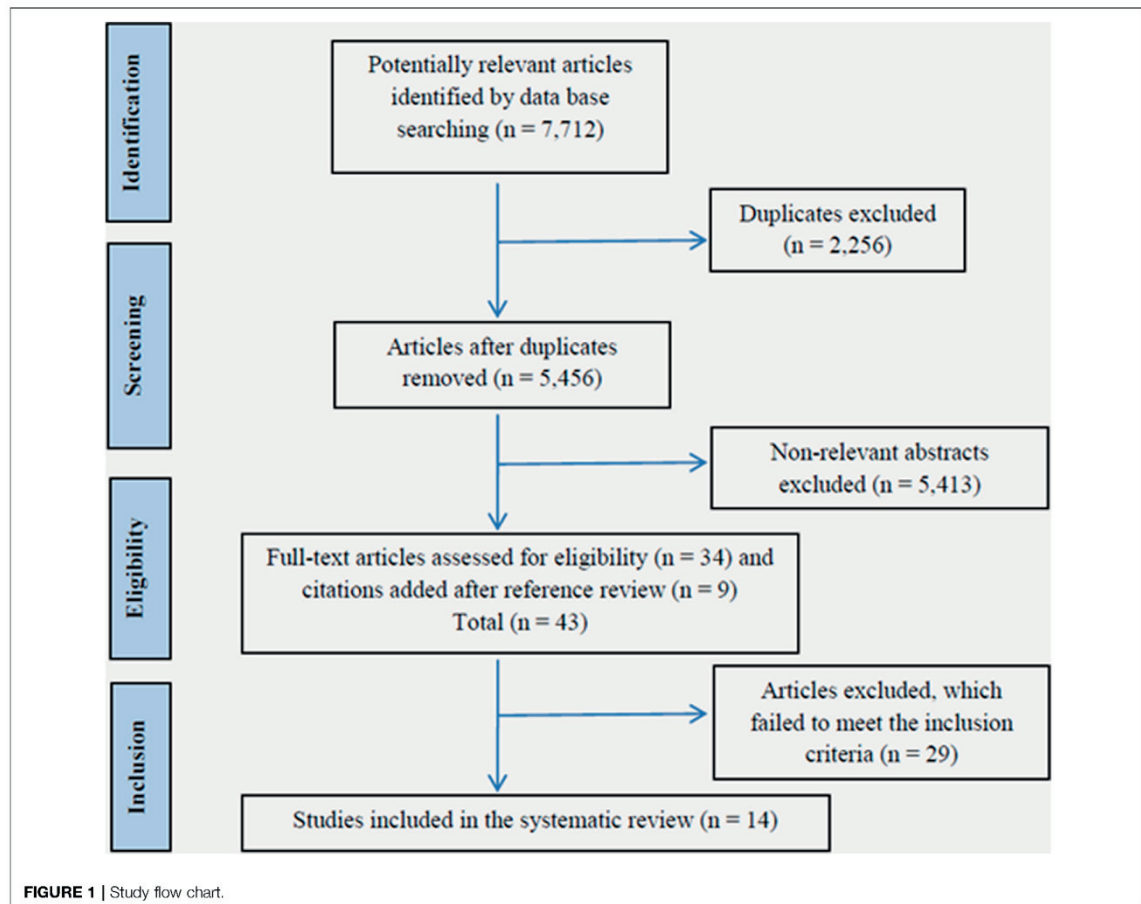 Identification
Potentially relevant articles
identified by data base
searching (n = 7,712)
Duplicates excluded
(n = 2,256)
Screening
Articles after duplicates
removed (n = 5,456)
Non-relevant abstracts
excluded (n = 5,413)
Eligibility
Full-text articles assessed for eligibility (n = 34) and
citations added after reference review (n = 9)
Total (n = 43)
Articles excluded, which
failed to meet the inclusion
criteria (n = 29)
Inclusion
Studies included in the systematic review (n = 14)
FIGURE 1 | Study flow chart.